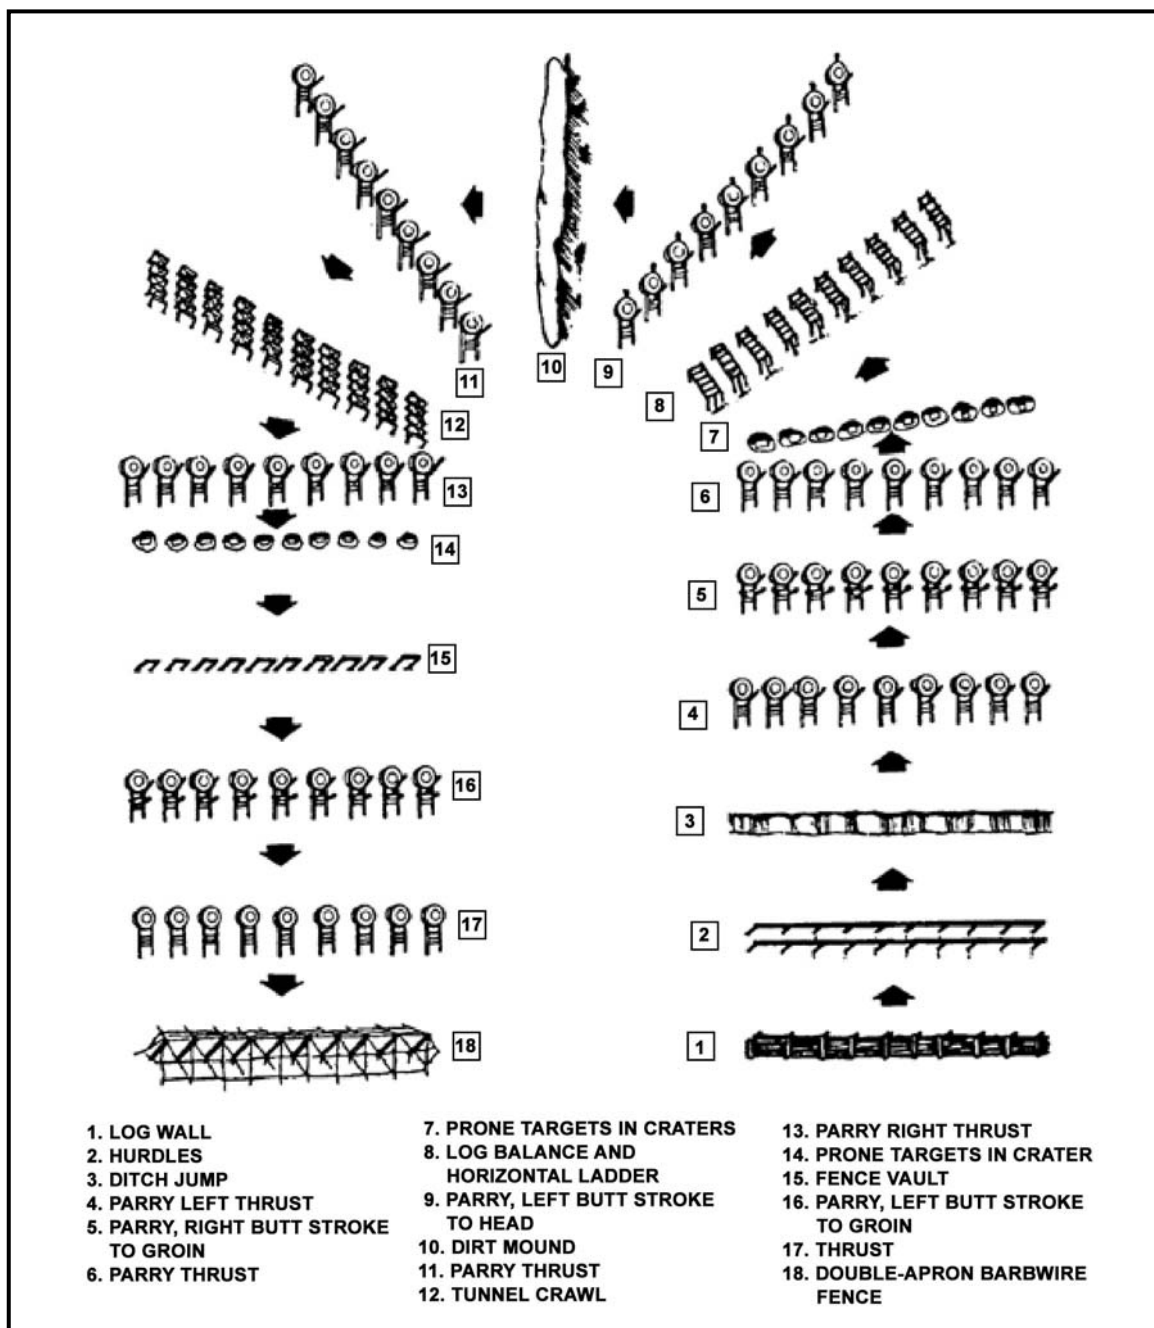 10
9
11
8
12
7
13
6
14
5
15
4
16
3
17
2
18
1
1. LOG WALL
2. HURDLES
3. DITCH JUMP
4. PARRY LEFT THRUST
5. PARRY, RIGHT BUTT STROKE
TO GROIN
6. PARRY THRUST
7. PRONE TARGETS IN CRATERS
8. LOG BALANCE AND
HORIZONTAL LADDER
9. PARRY, LEFT BUTT STROKE
TO HEAD
10. DIRT MOUND
11. PARRY THRUST
12. TUNNEL CRAWL
13. PARRY RIGHT THRUST
14. PRONE TARGETS IN CRATER
15. FENCE VAULT
16. PARRY, LEFT BUTT STROKE
TO GROIN
17. THRUST
18. DOUBLE-APRON BARBWIRE
FENCE